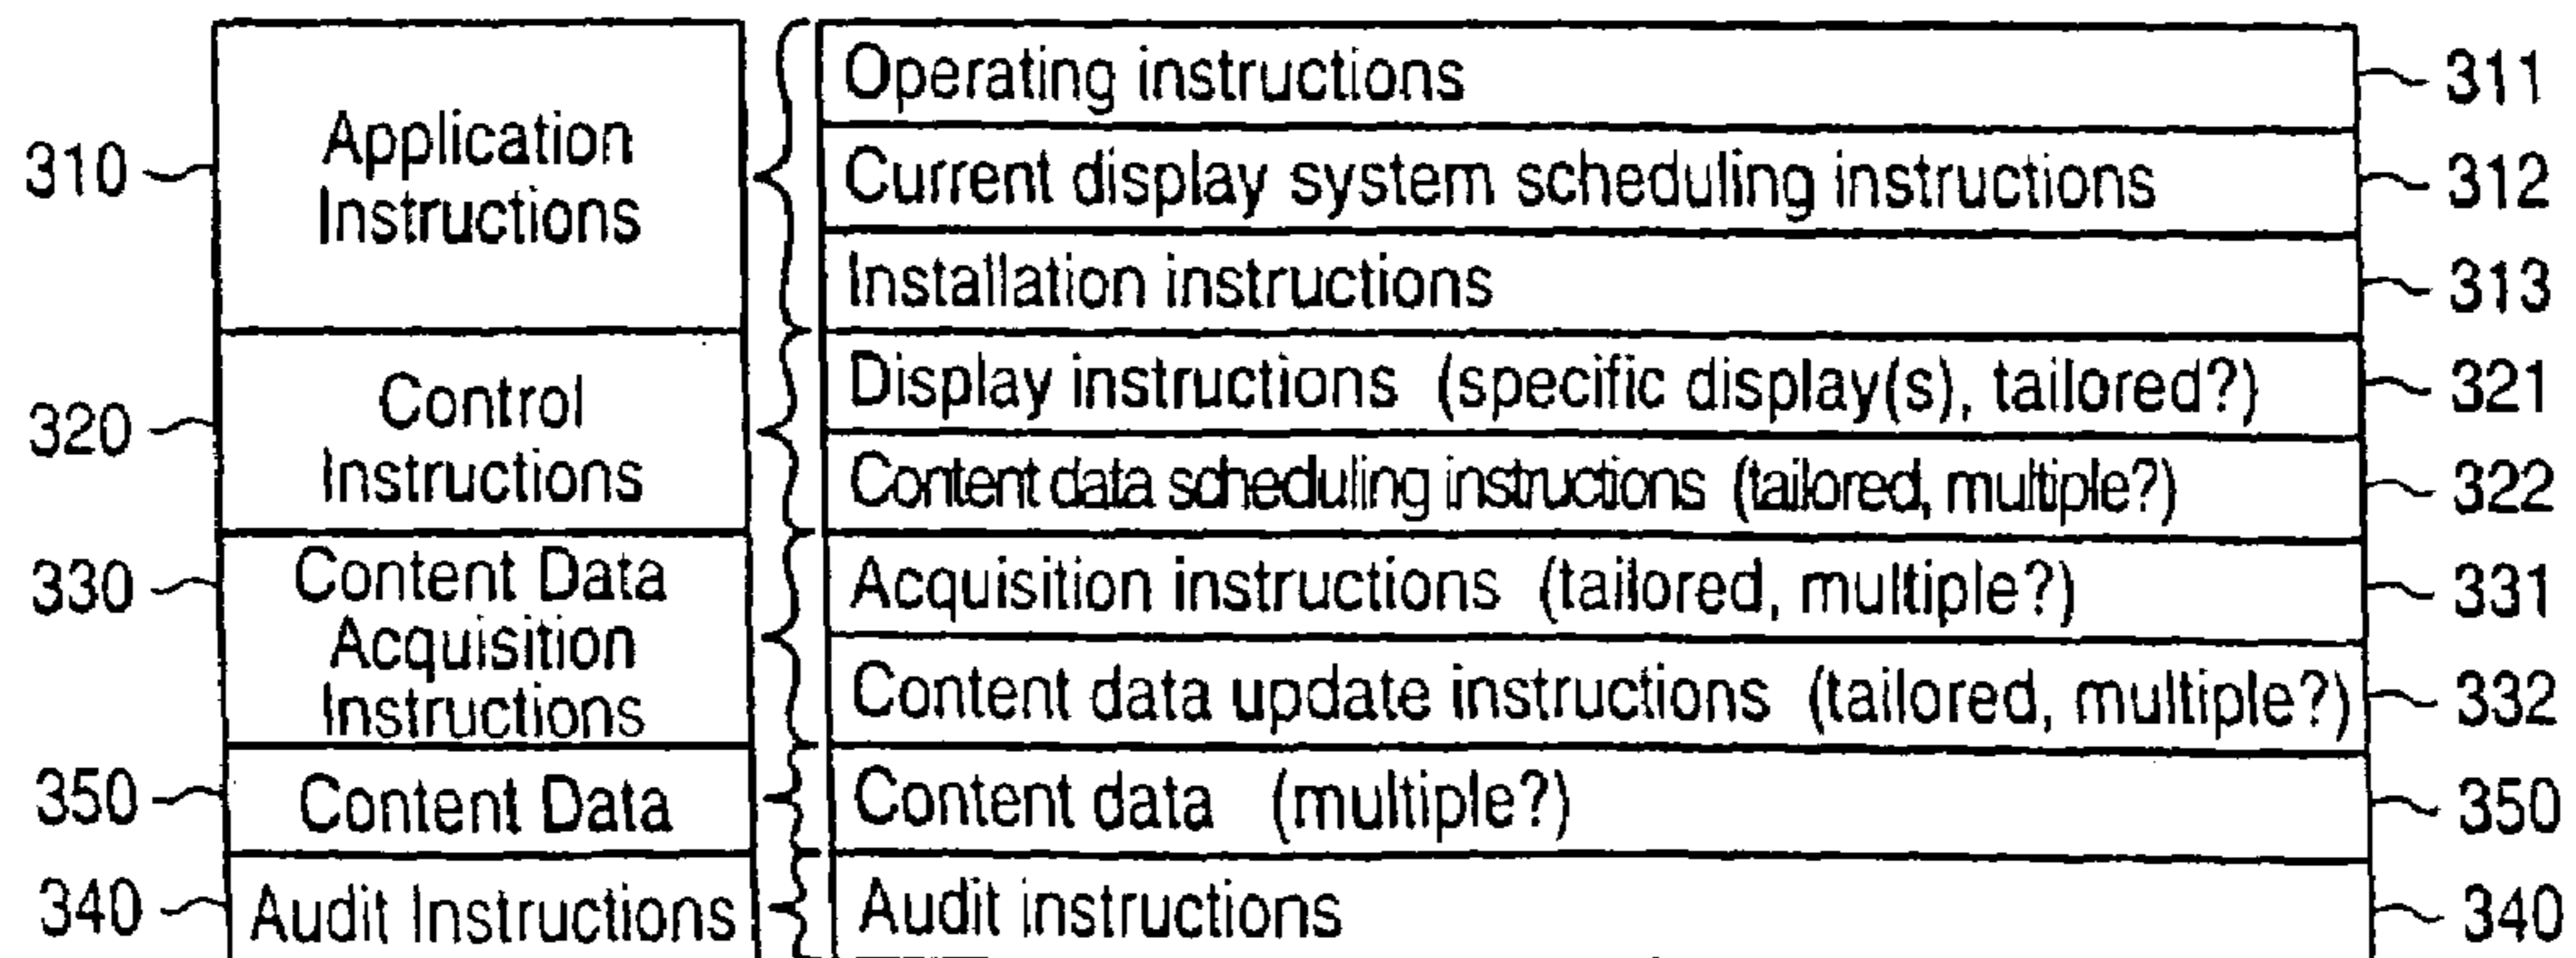 310
Application
Instructions
Operating instructions
311
Current display system scheduling instructions
312
Installation instructions
313
320
Control
Instructions
Display instructions (specific display(s), tailored?)
321
Content data scheduling instructions (tailored, multiple?)
322
330
Content Data
Acquisition
Instructions
Acquisition instructions (tailored, multiple?)
331
Content data update instructions (tailored, multiple?)
332
350
Content Data
Content data (multiple?)
350
340
Audit Instructions
Audit instructions
340